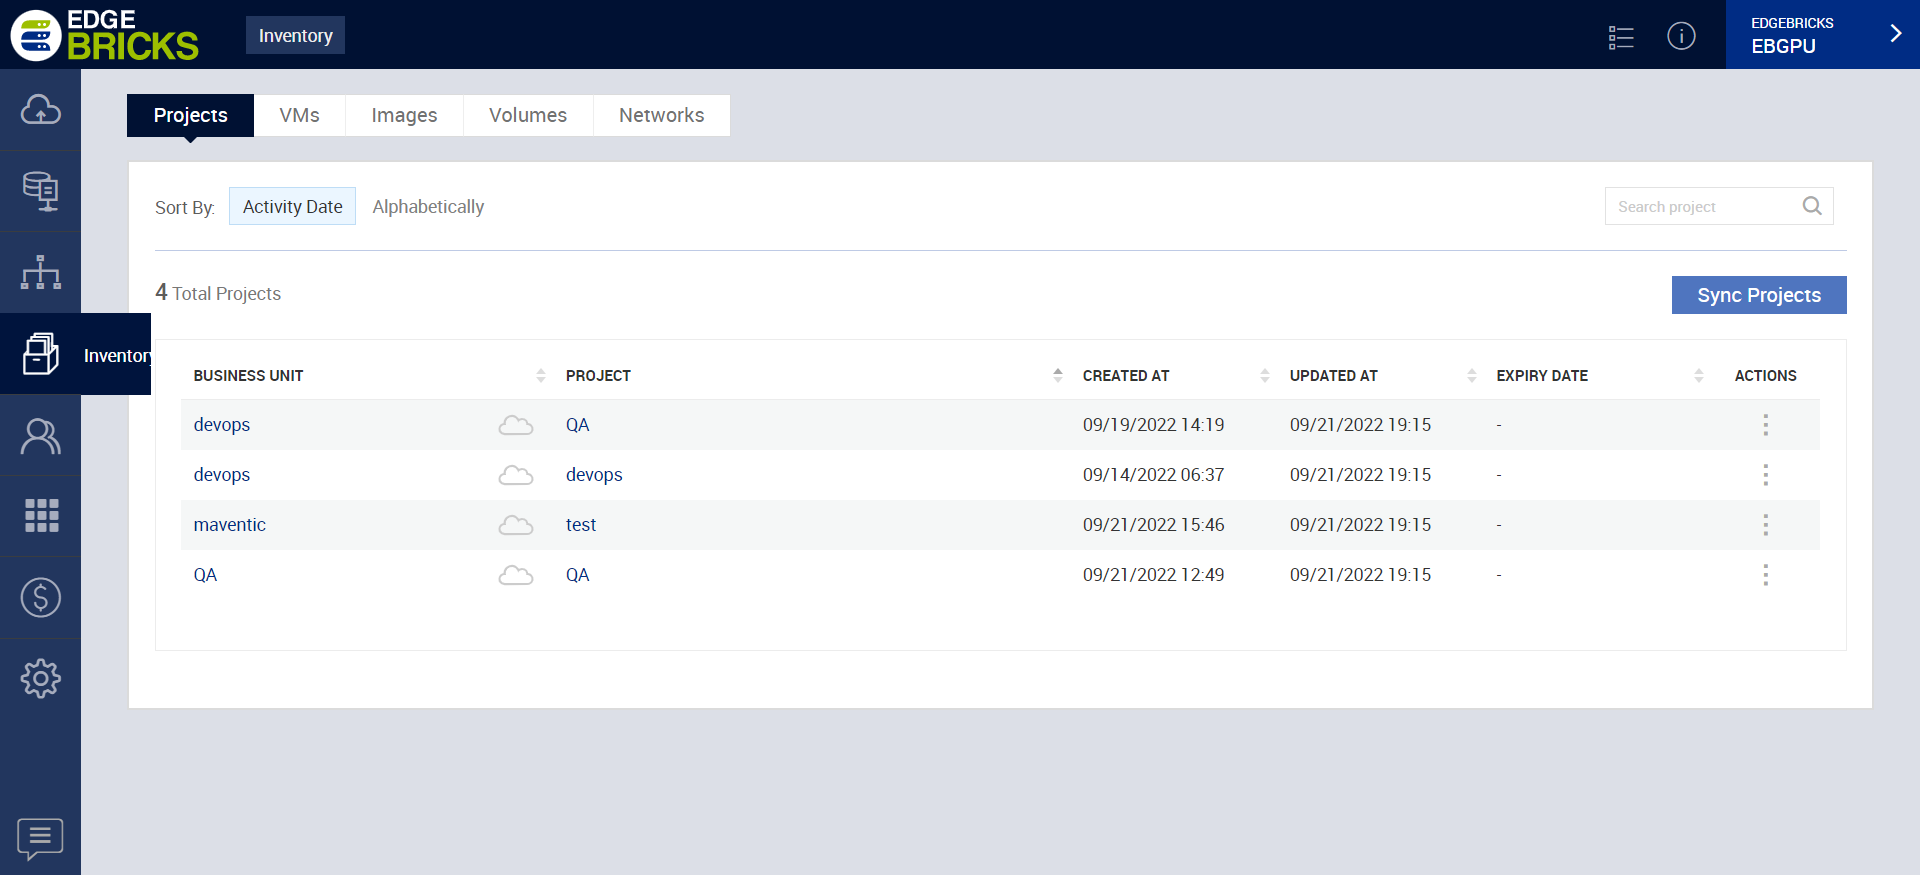 EDGE
BRICKS
Inventory
EDGEBRICKS
EBGPU
Projects VMs Images Volumes Networks
Sort By: Activity Date Alphabetically
Search project
4 Total Projects
Sync Projects
Inventory
BUSINESS UNIT PROJECT CREATED AT UPDATED AT EXPIRY DATE ACTIONS
devops QA 09/19/2022 14:19 09/21/2022 19:15 -
devops devops 09/14/2022 06:37 09/21/2022 19:15 -
maventic test 09/21/2022 15:46 09/21/2022 19:15 -
QA QA 09/21/2022 12:49 09/21/2022 19:15 -